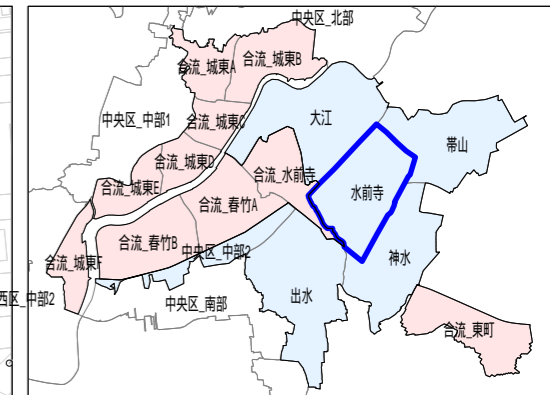 中央区_北部
合流_城東A
合流_城東B
中央区_中部1
合流_城東C
大江
帯山
合流_城東D
合流_水前寺
水前寺
合流_城東E
合流_春竹A
合流_春竹B
中央区_中部2
神水
合流_城東F
西区_中部2
中央区_南部
出水
合流_東町